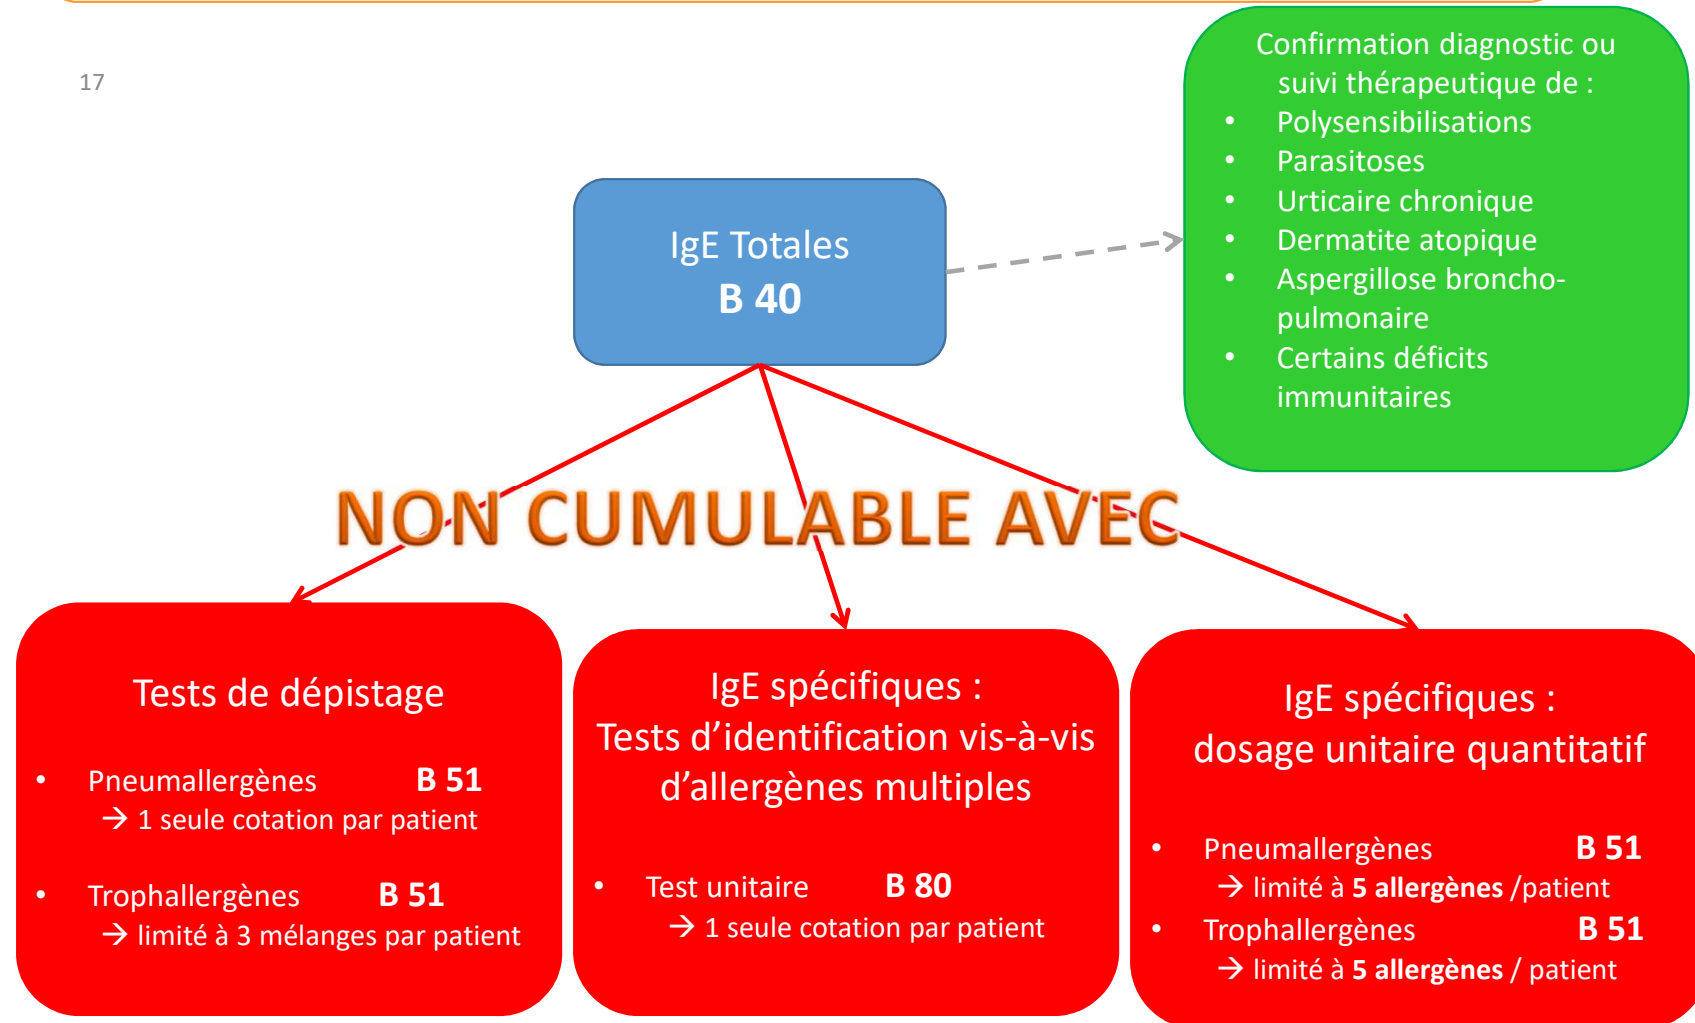 17
Confirmation diagnostic ou
suivi thérapeutique de :
• Polysensibilisations
• Parasitoses
• Urticaire chronique
• Dermatite atopique
• Aspergillose broncho-
pulmonaire
• Certains déficits
immunitaires
IgE Totales
B 40
NON CUMULABLE AVEC
Tests de dépistage
• Pneumallergènes B 51
→ 1 seule cotation par patient
• Trophallergènes B 51
→ limité à 3 mélanges par patient
IgE spécifiques :
Tests d’identification vis-à-vis
d’allergènes multiples
• Test unitaire B 80
→ 1 seule cotation par patient
IgE spécifiques :
dosage unitaire quantitatif
• Pneumallergènes B 51
→ limité à 5 allergènes /patient
• Trophallergènes B 51
→ limité à 5 allergènes / patient